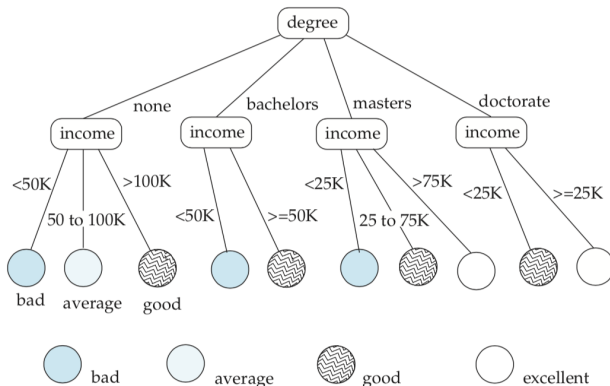 degree
none
bachelors
masters
doctorate
income
income
income
income
<50K
>100K
<25K
>75K
<25K
>=25K
50 to 100K
<50K
>=50K
25 to 75K
bad
average
good
bad
average
good
excellent